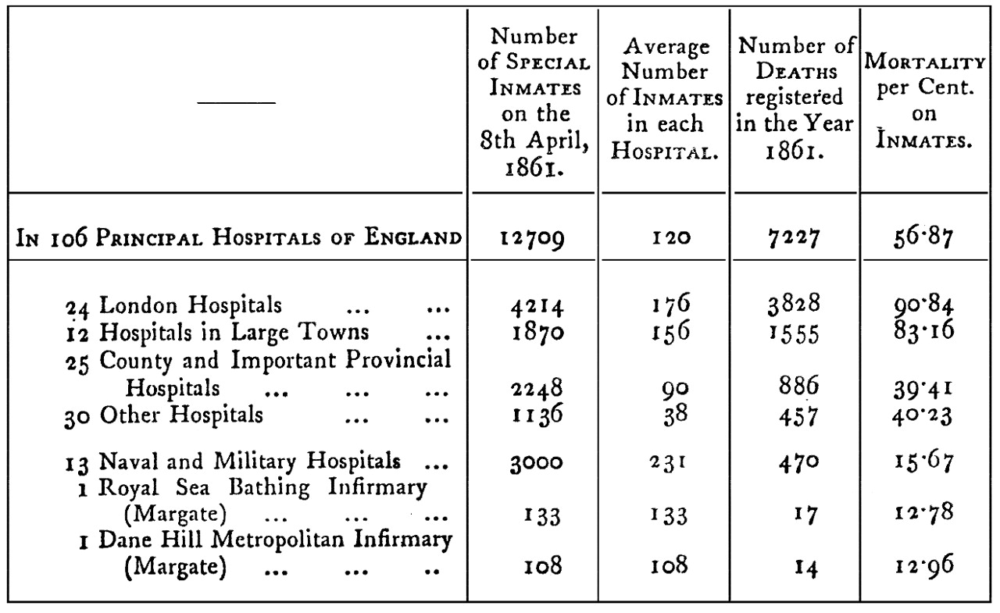 Number of SPECIAL INMATES on the 8th April, 1861. | Average Number of INMATES in each HOSPITAL. | Number of DEATHS registered in the Year 1861. | MORTALITY per Cent. on INMATES.
IN 106 PRINCIPAL HOSPITALS OF ENGLAND 12709 120 7227 56·87
24 London Hospitals ... ... 4214 176 3828 90·84
12 Hospitals in Large Towns ... 1870 156 1555 83·16
25 County and Important Provincial
Hospitals ... ... ... 2248 90 886 39·41
30 Other Hospitals ... ... 1136 38 457 40·23
13 Naval and Military Hospitals ... 3000 231 470 15·67
1 Royal Sea Bathing Infirmary
(Margate) ... ... ... 133 133 17 12·78
1 Dane Hill Metropolitan Infirmary
(Margate) ... ... .. 108 108 14 12·96